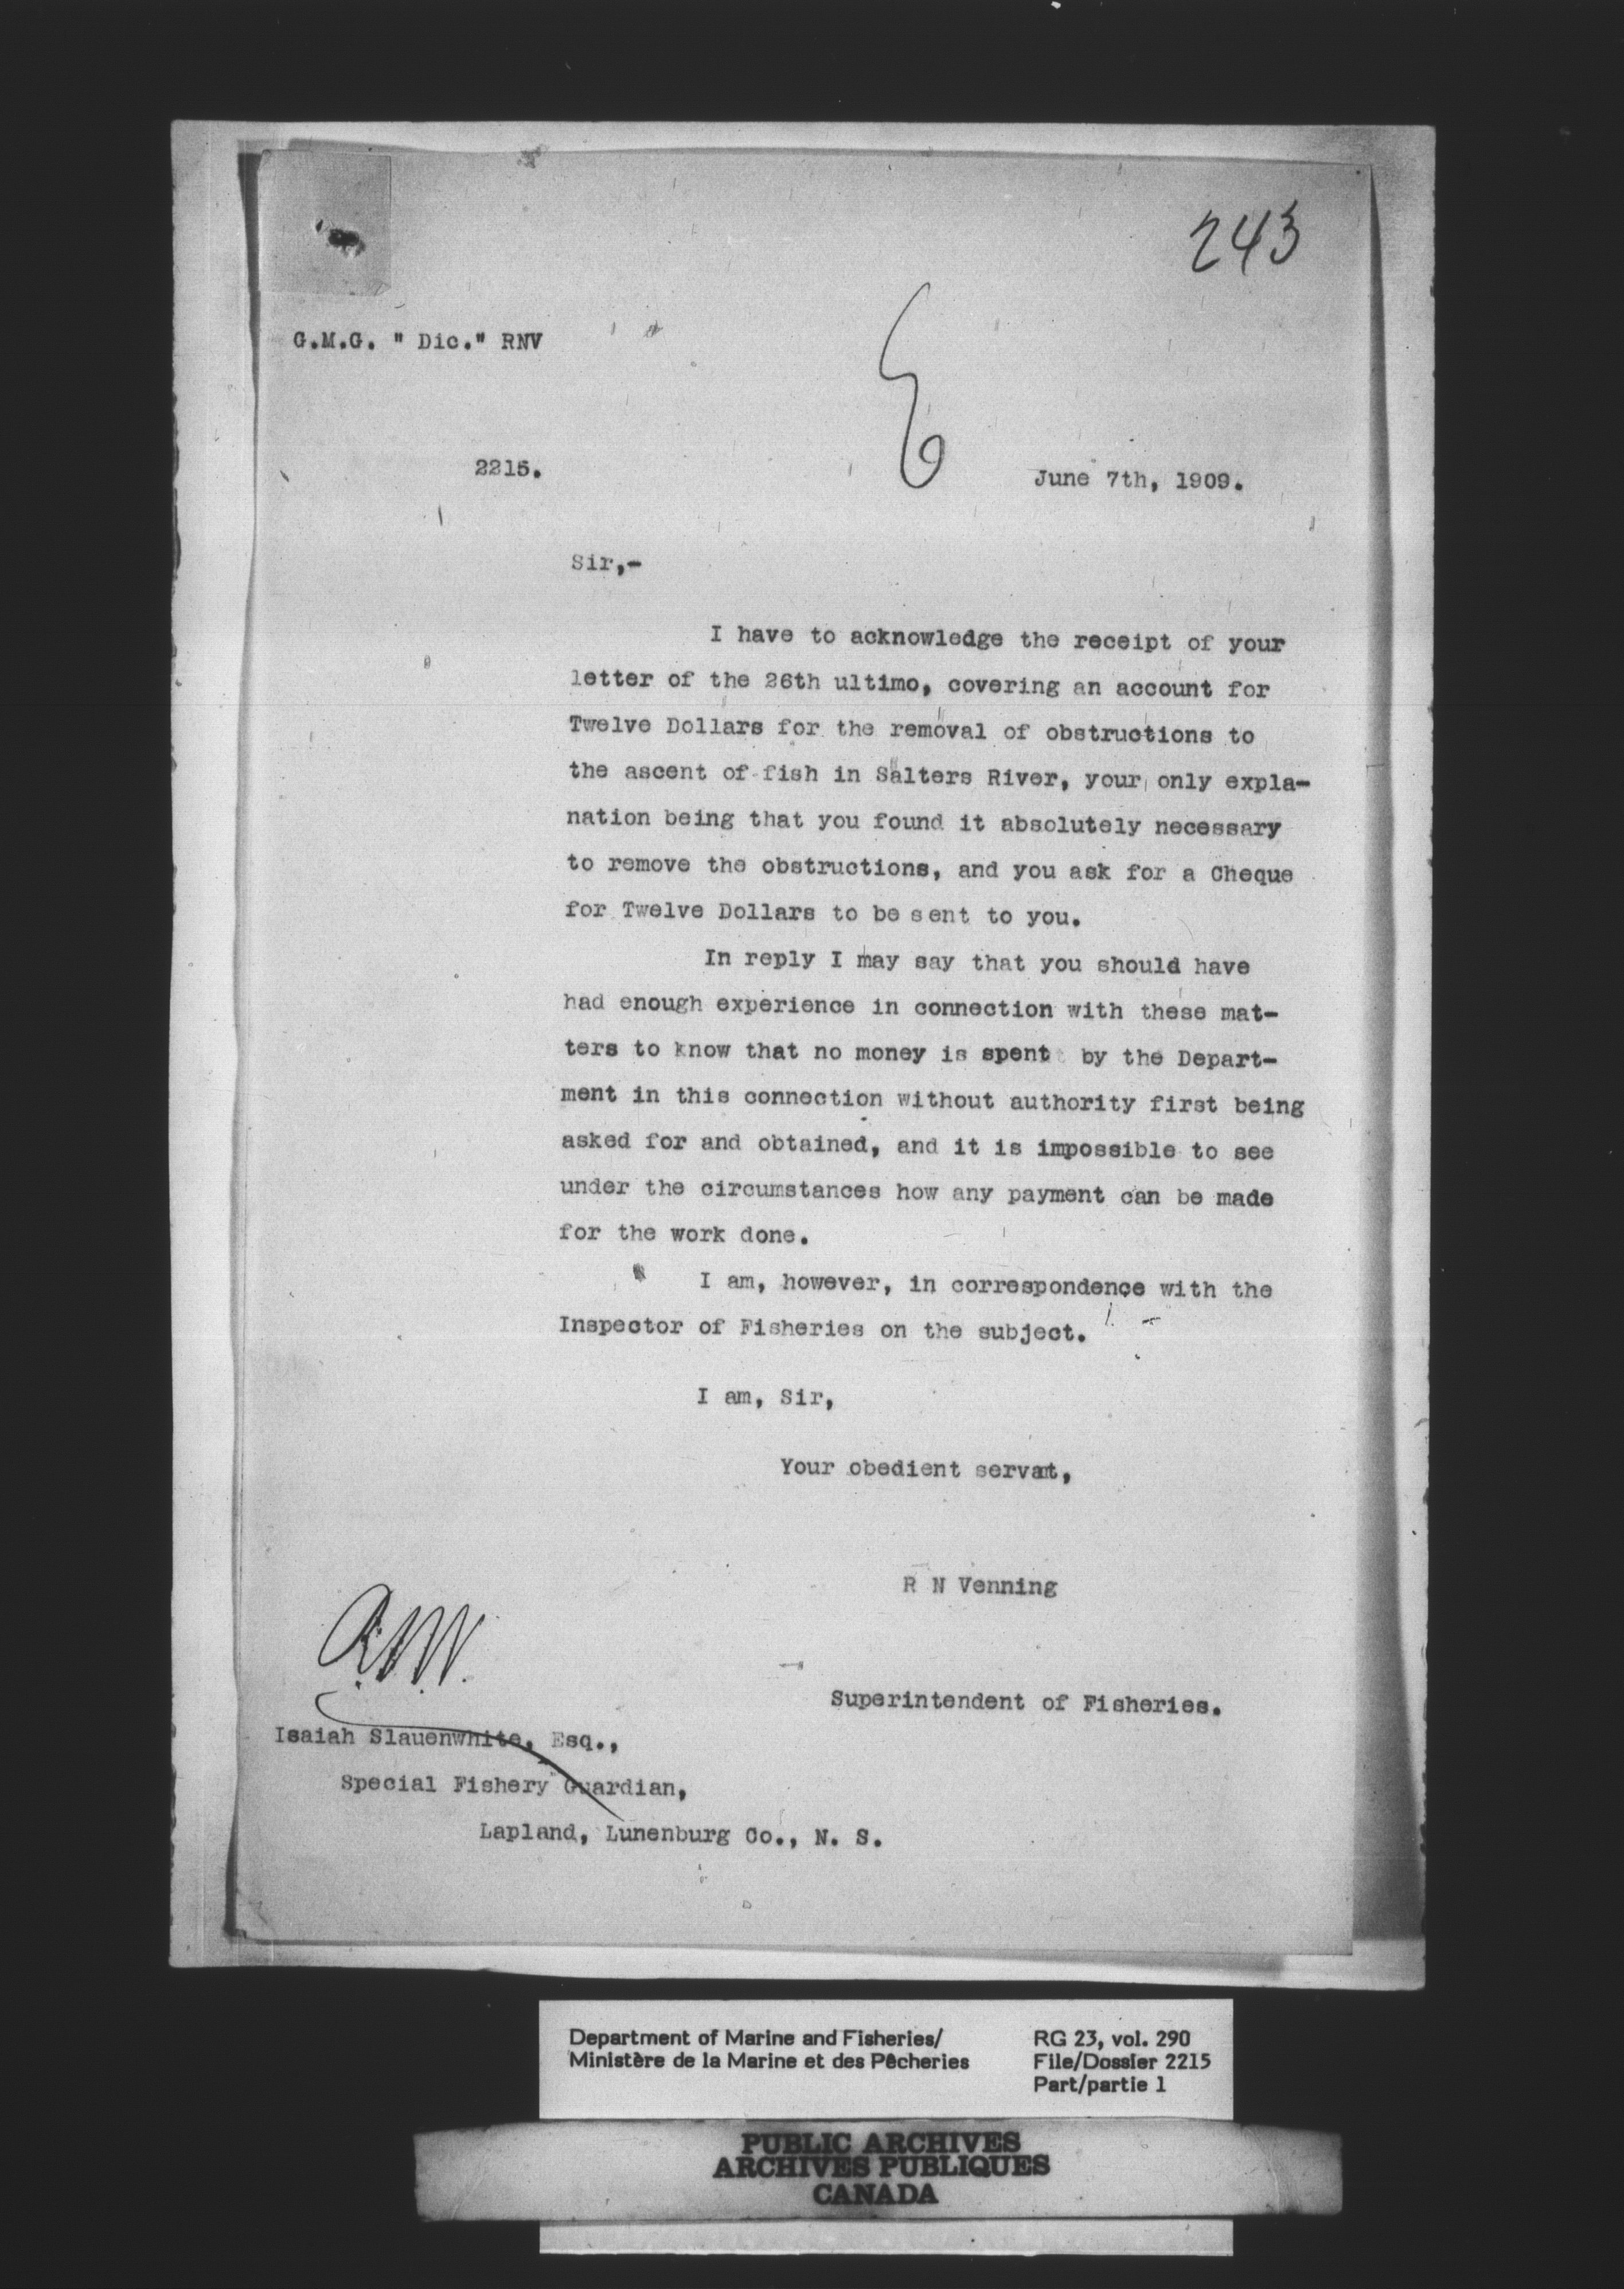 243
G.M.G. " Dic." RNV
2215.
June 7th, 1909.
Sir,-
I have to acknowledge the receipt of your
letter of the 26th ultimo, covering an account for
Twelve Dollars for the removal of obstructions to
the ascent of fish in Salters River, your only expla-
nation being that you found it absolutely necessary
to remove the obstructions, and you ask for a Cheque
for Twelve Dollars to be sent to you.
In reply I may say that you should have
had enough experience in connection with these mat-
ters to know that no money is spent by the Depart-
ment in this connection without authority first being
asked for and obtained, and it is impossible to see
under the circumstances how any payment can be made
for the work done.
I am, however, in correspondence with the
Inspector of Fisheries on the subject.
I am, Sir,
Your obedient servant,
R N Venning
Superintendent of Fisheries.
Isaiah Slauenwhite, Esq.,
Special Fishery Guardian,
Lapland, Lunenburg Co., N. S.
Department of Marine and Fisheries/
Ministère de la Marine et des Pêcheries
RG 23, vol. 290
File/Dossier 2215
Part/partie 1
PUBLIC ARCHIVES
ARCHIVES PUBLIQUES
CANADA